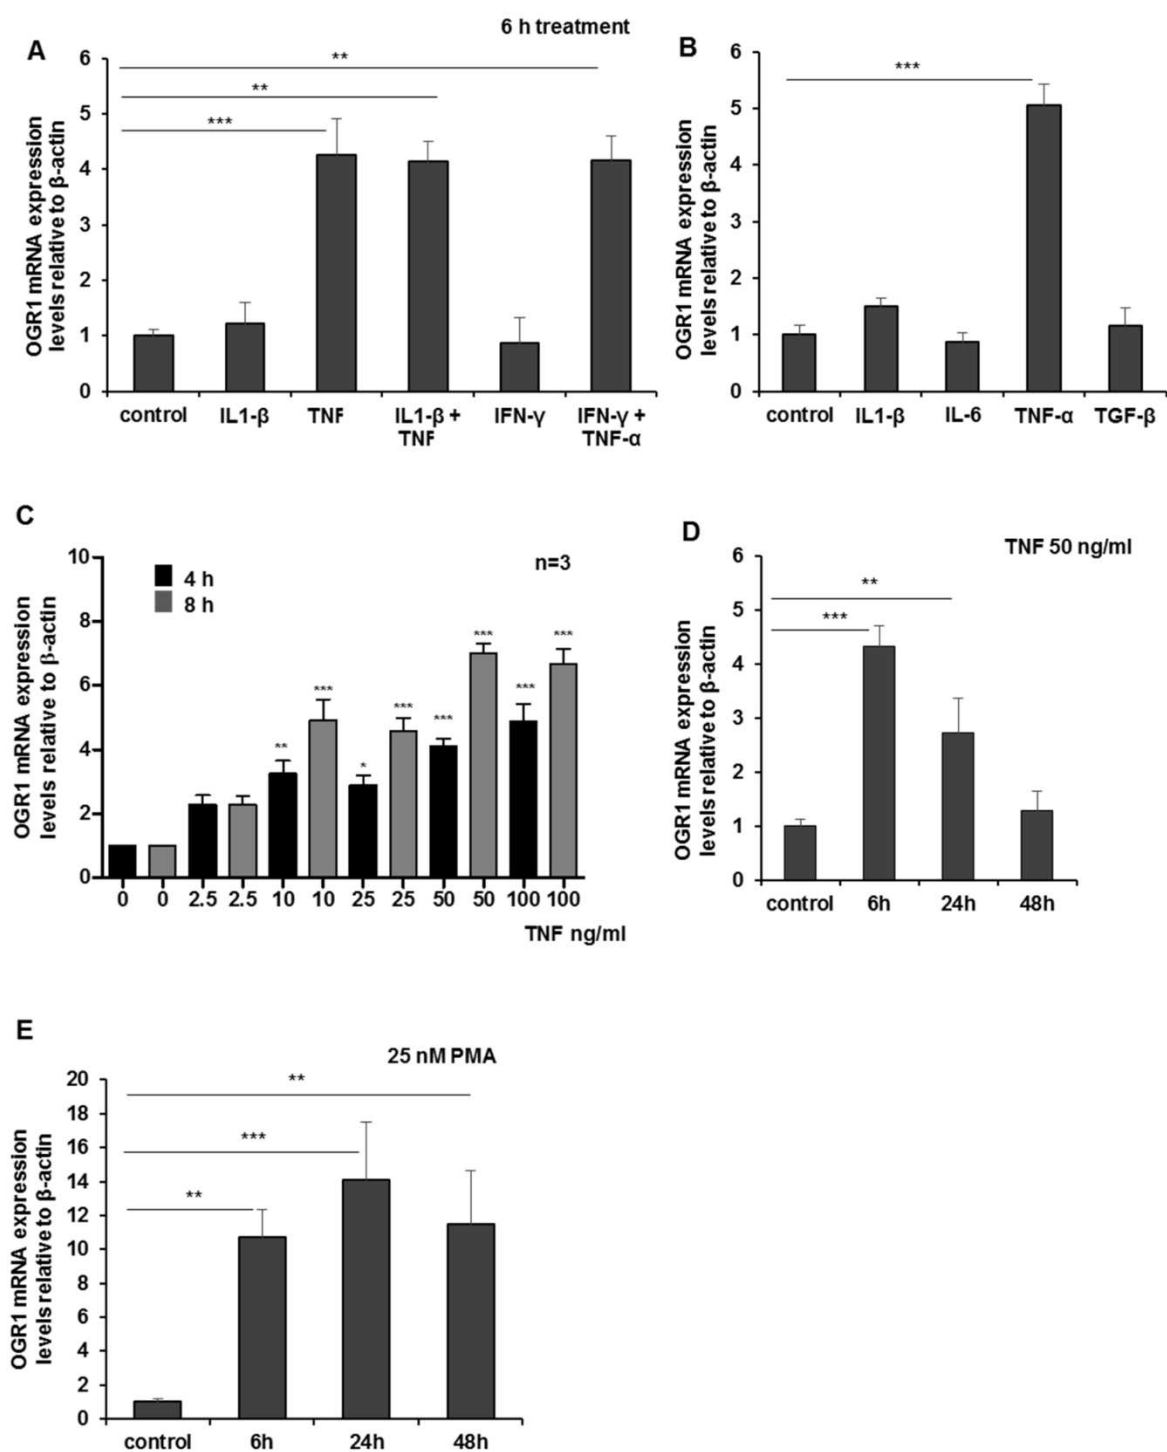 6 h treatment
A
OGR1 mRNA expression
levels relative to β-actin
6
5
4
3
2
1
0
**
**
***
control IL1-β TNF IL1-β + IFN-γ IFN-γ +
TNF TNF-α
B
OGR1 mRNA expression
levels relative to β-actin
6
5
4
3
2
1
0
***
control IL1-β IL-6 TNF-α TGF-β
C
OGR1 mRNA expression
levels relative to β-actin
10
8
6
4
2
0
4 h
8 h
n=3
**
***
*
***
***
***
***
***
0 0 2.5 2.5 10 10 25 25 50 50 100 100
TNF ng/ml
D
TNF 50 ng/ml
OGR1 mRNA expression
levels relative to β-actin
6
5
4
3
2
1
0
**
***
control 6h 24h 48h
E
25 nM PMA
OGR1 mRNA expression
levels relative to β-actin
20
18
16
14
12
10
8
6
4
2
0
**
***
**
control 6h 24h 48h